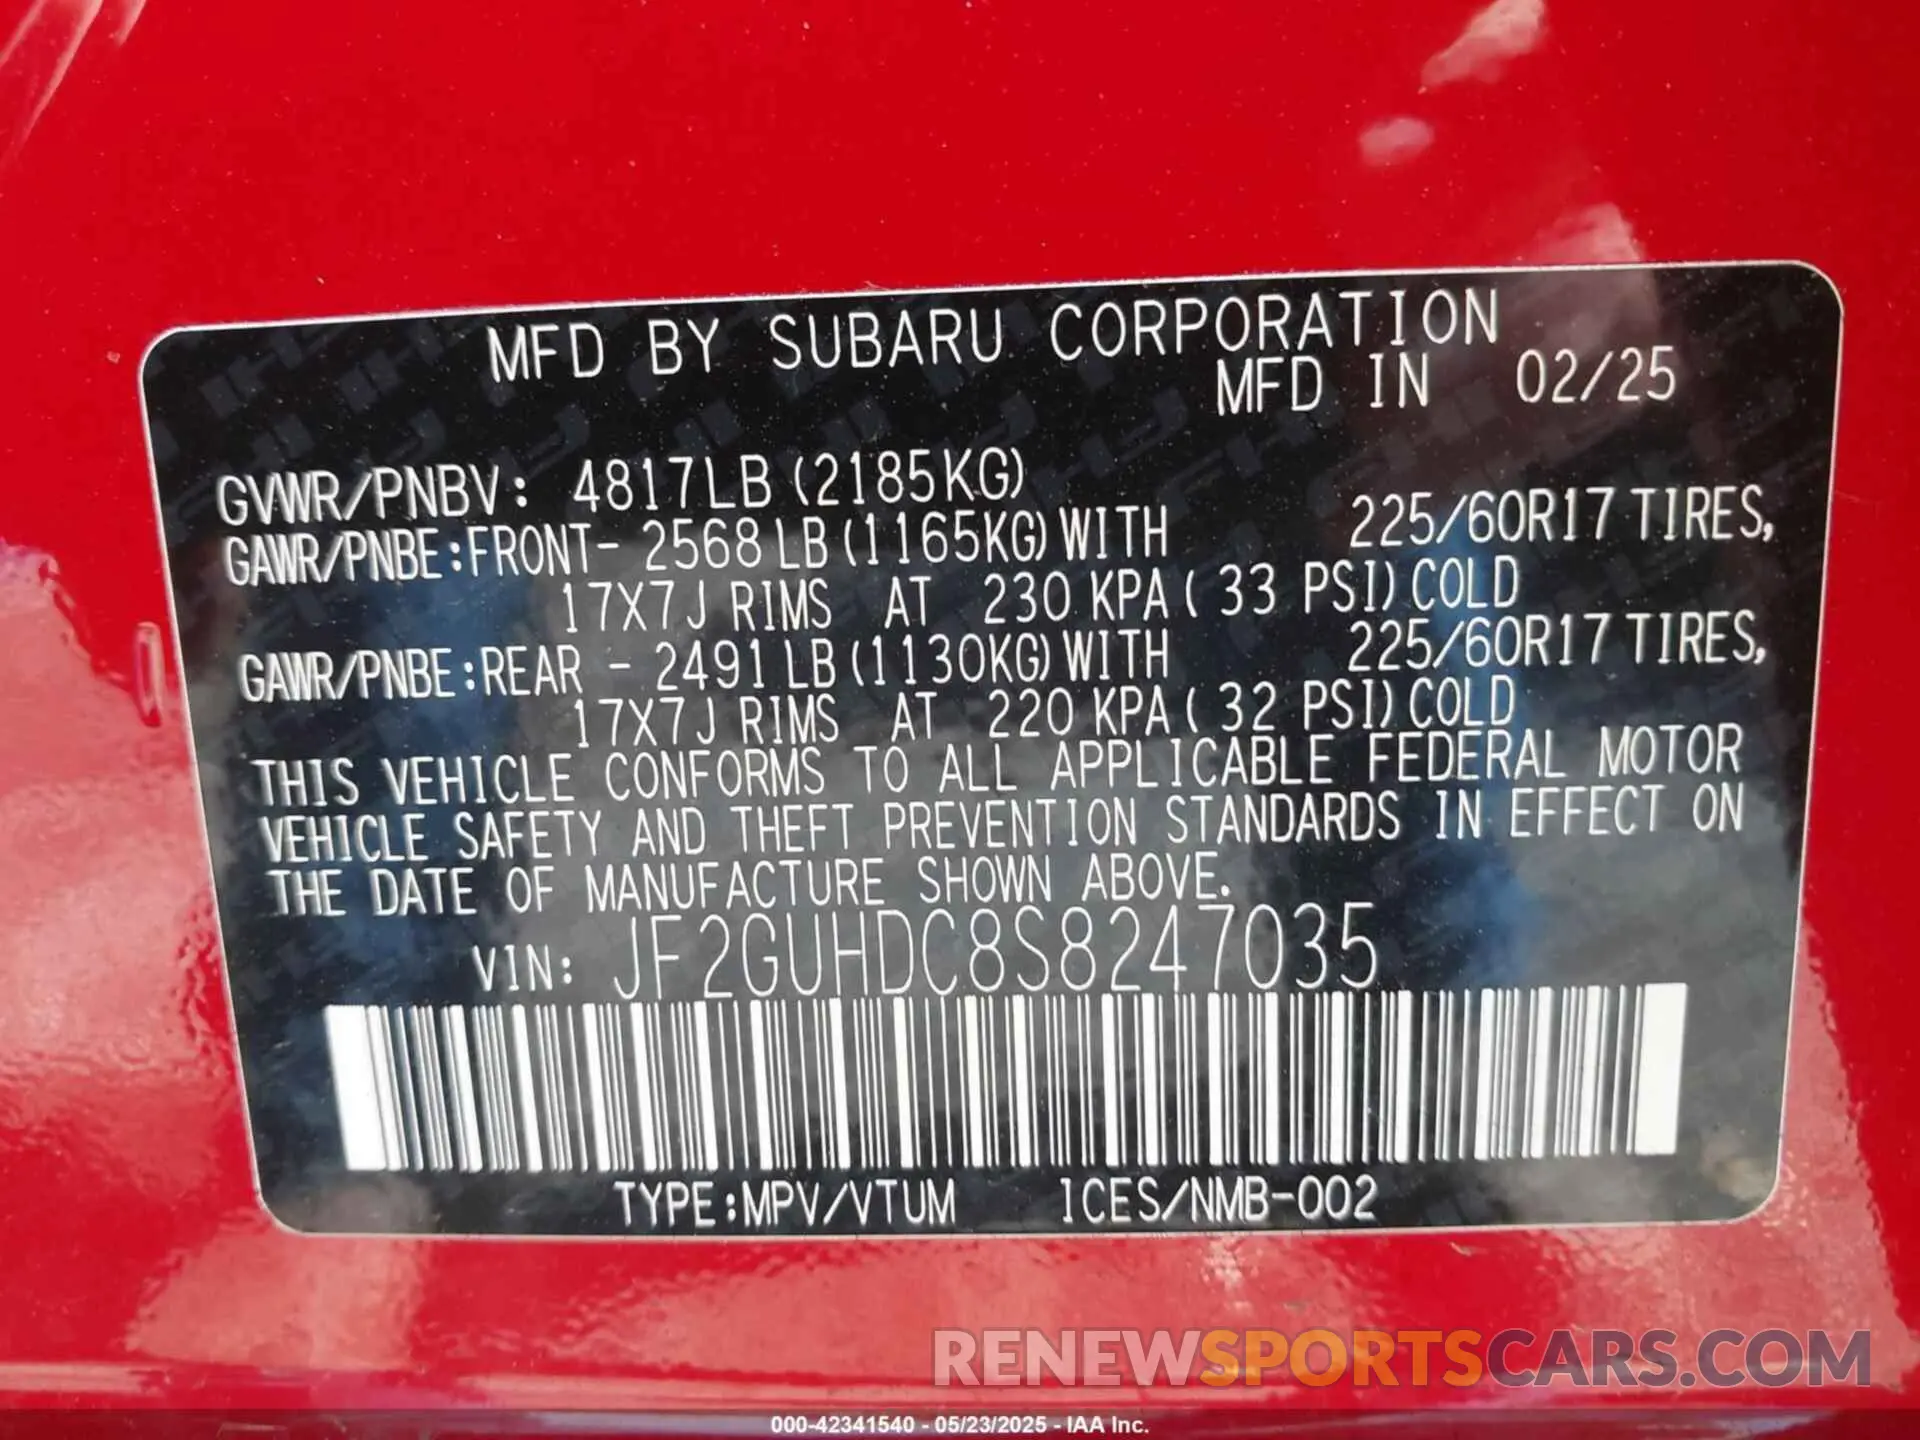 MFD BY SUBARU CORPORATION
MFD IN 02/25
GVWR/PNBV: 4817LB (2185KG)
GAWR/PNBE:FRONT- 2568LB (1165KG) WITH 225/60R17 TIRES,
17X7J RIMS AT 230 KPA ( 33 PSI) COLD
GAWR/PNBE:REAR - 2491LB (1130KG) WITH 225/60R17 TIRES,
17X7J RIMS AT 220 KPA ( 32 PSI) COLD
THIS VEHICLE CONFORMS TO ALL APPLICABLE FEDERAL MOTOR
VEHICLE SAFETY AND THEFT PREVENTION STANDARDS IN EFFECT ON
THE DATE OF MANUFACTURE SHOWN ABOVE.
VIN: JF2GUHDC8S8247035
TYPE:MPV/VTUM ICES/NMB-002
RENEWSPORTSCARS.COM
000-42341540 - 05/23/2025 - IAA Inc.